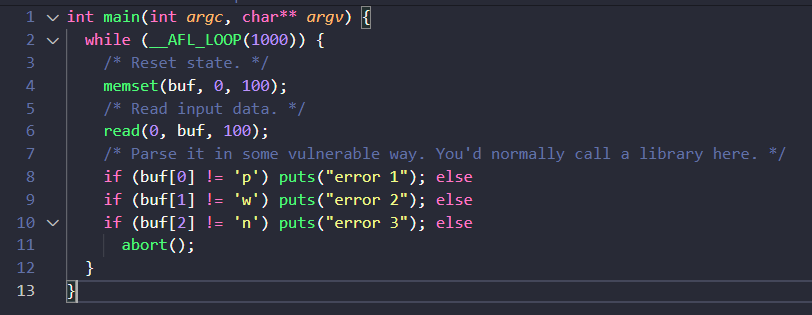 1 int main(int argc, char** argv) {
2 while (__AFL_LOOP(1000)) {
3 /* Reset state. */
4 memset(buf, 0, 100);
5 /* Read input data. */
6 read(0, buf, 100);
7 /* Parse it in some vulnerable way. You'd normally call a library here. */
8 if (buf[0] != 'p') puts("error 1"); else
9 if (buf[1] != 'w') puts("error 2"); else
10 if (buf[2] != 'n') puts("error 3"); else
11 abort();
12 }
13 }